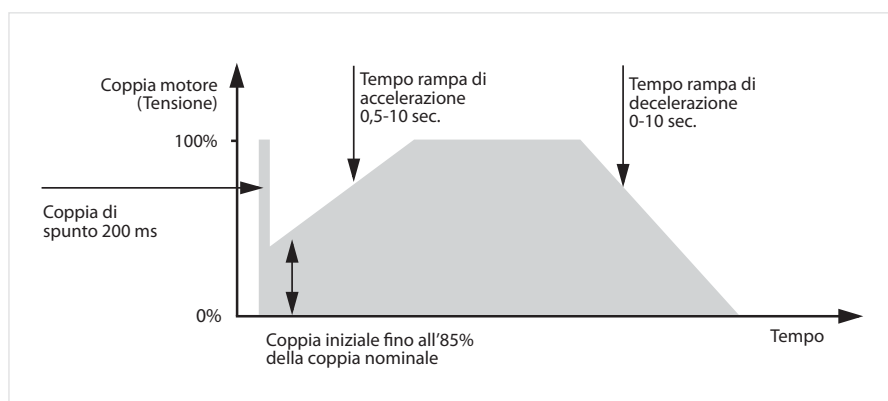 Coppia motore
(Tensione)
Tempo rampa di
accelerazione
0,5-10 sec.
Tempo rampa di
decelerazione
0-10 sec.
100%
Coppia di
spunto 200 ms
0%
Coppia iniziale fino all'85%
della coppia nominale
Tempo